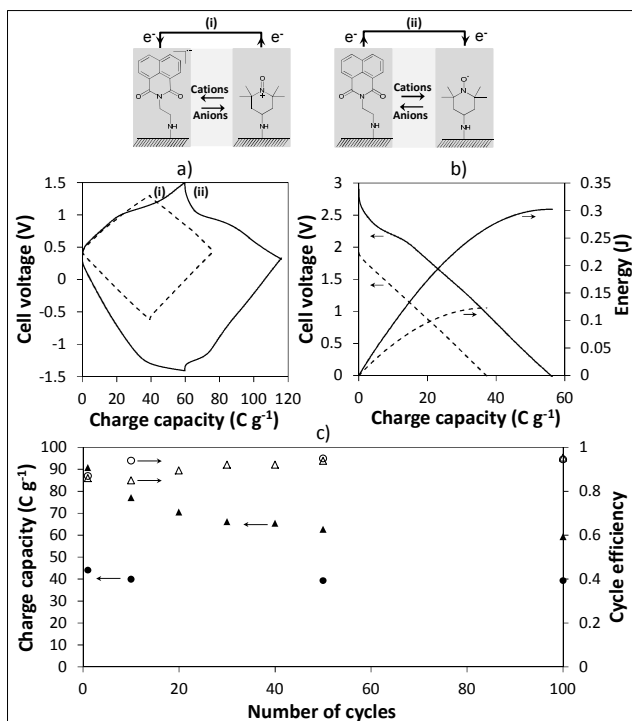 (i)
(ii)
e-
e-
e-
e-
Cations
Anions
Cations
Anions
O
N
+
O
N
O
NH
NH
O·
N
O
N
O
NH
NH
a)
b)
1.5
1
0.5
0
-0.5
-1
-1.5
Cell voltage (V)
(i)
(ii)
0 20 40 60 80 100 120
Charge capacity (C g-1)
3
2.5
2
1.5
1
0.5
0
Cell voltage (V)
0.35
0.3
0.25
0.2
0.15
0.1
0.05
0
Energy (J)
0 20 40 60
Charge capacity (C g-1)
c)
100
90
80
70
60
50
40
30
20
10
0
Charge capacity (C g-1)
1
0.8
0.6
0.4
0.2
0
Cycle efficiency
0 20 40 60 80 100
Number of cycles